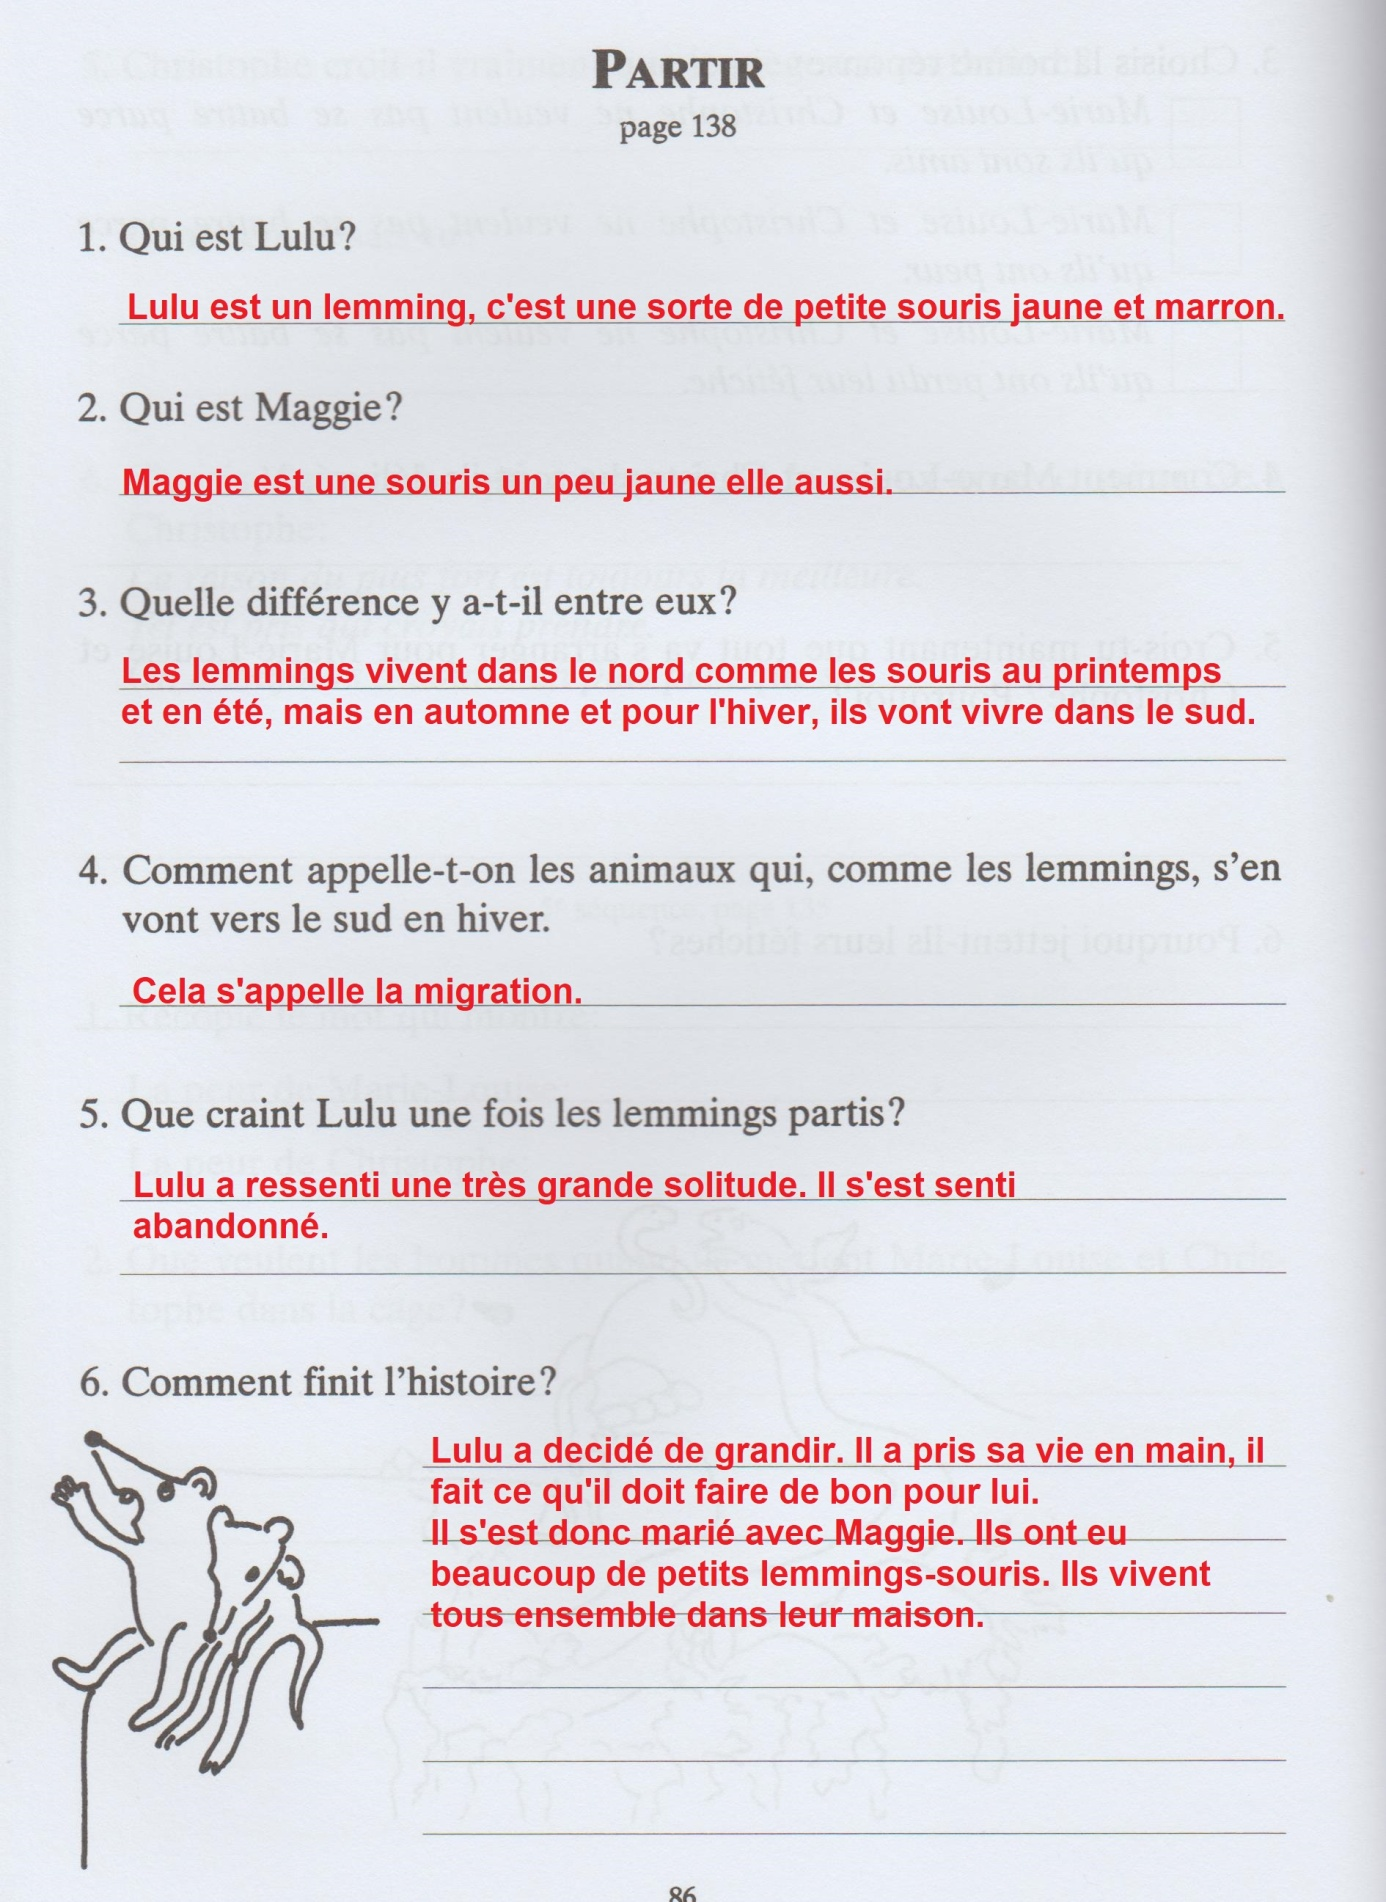 PARTIR
page 138
1. Qui est Lulu?
Lulu est un lemming, c'est une sorte de petite souris jaune et marron.
2. Qui est Maggie?
Maggie est une souris un peu jaune elle aussi.
3. Quelle différence y a-t-il entre eux?
Les lemmings vivent dans le nord comme les souris au printemps
et en été, mais en automne et pour l'hiver, ils vont vivre dans le sud.
4. Comment appelle-t-on les animaux qui, comme les lemmings, s'en
vont vers le sud en hiver.
Cela s'appelle la migration.
5. Que craint Lulu une fois les lemmings partis?
Lulu a ressenti une très grande solitude. Il s'est senti
abandonné.
6. Comment finit l'histoire?
Lulu a decidé de grandir. Il a pris sa vie en main, il
fait ce qu'il doit faire de bon pour lui.
Il s'est donc marié avec Maggie. Ils ont eu
beaucoup de petits lemmings-souris. Ils vivent
tous ensemble dans leur maison.
86